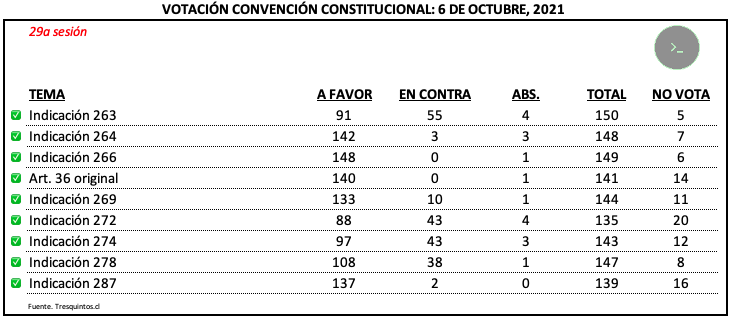 VOTACIÓN CONVENCIÓN CONSTITUCIONAL: 6 DE OCTUBRE, 2021
29a sesión
>_
TEMA A FAVOR EN CONTRA ABS. TOTAL NO VOTA
✅ Indicación 263 91 55 4 150 5
✅ Indicación 264 142 3 3 148 7
✅ Indicación 266 148 0 1 149 6
✅ Art. 36 original 140 0 1 141 14
✅ Indicación 269 133 10 1 144 11
✅ Indicación 272 88 43 4 135 20
✅ Indicación 274 97 43 3 143 12
✅ Indicación 278 108 38 1 147 8
✅ Indicación 287 137 2 0 139 16
Fuente. Tresquintos.cl